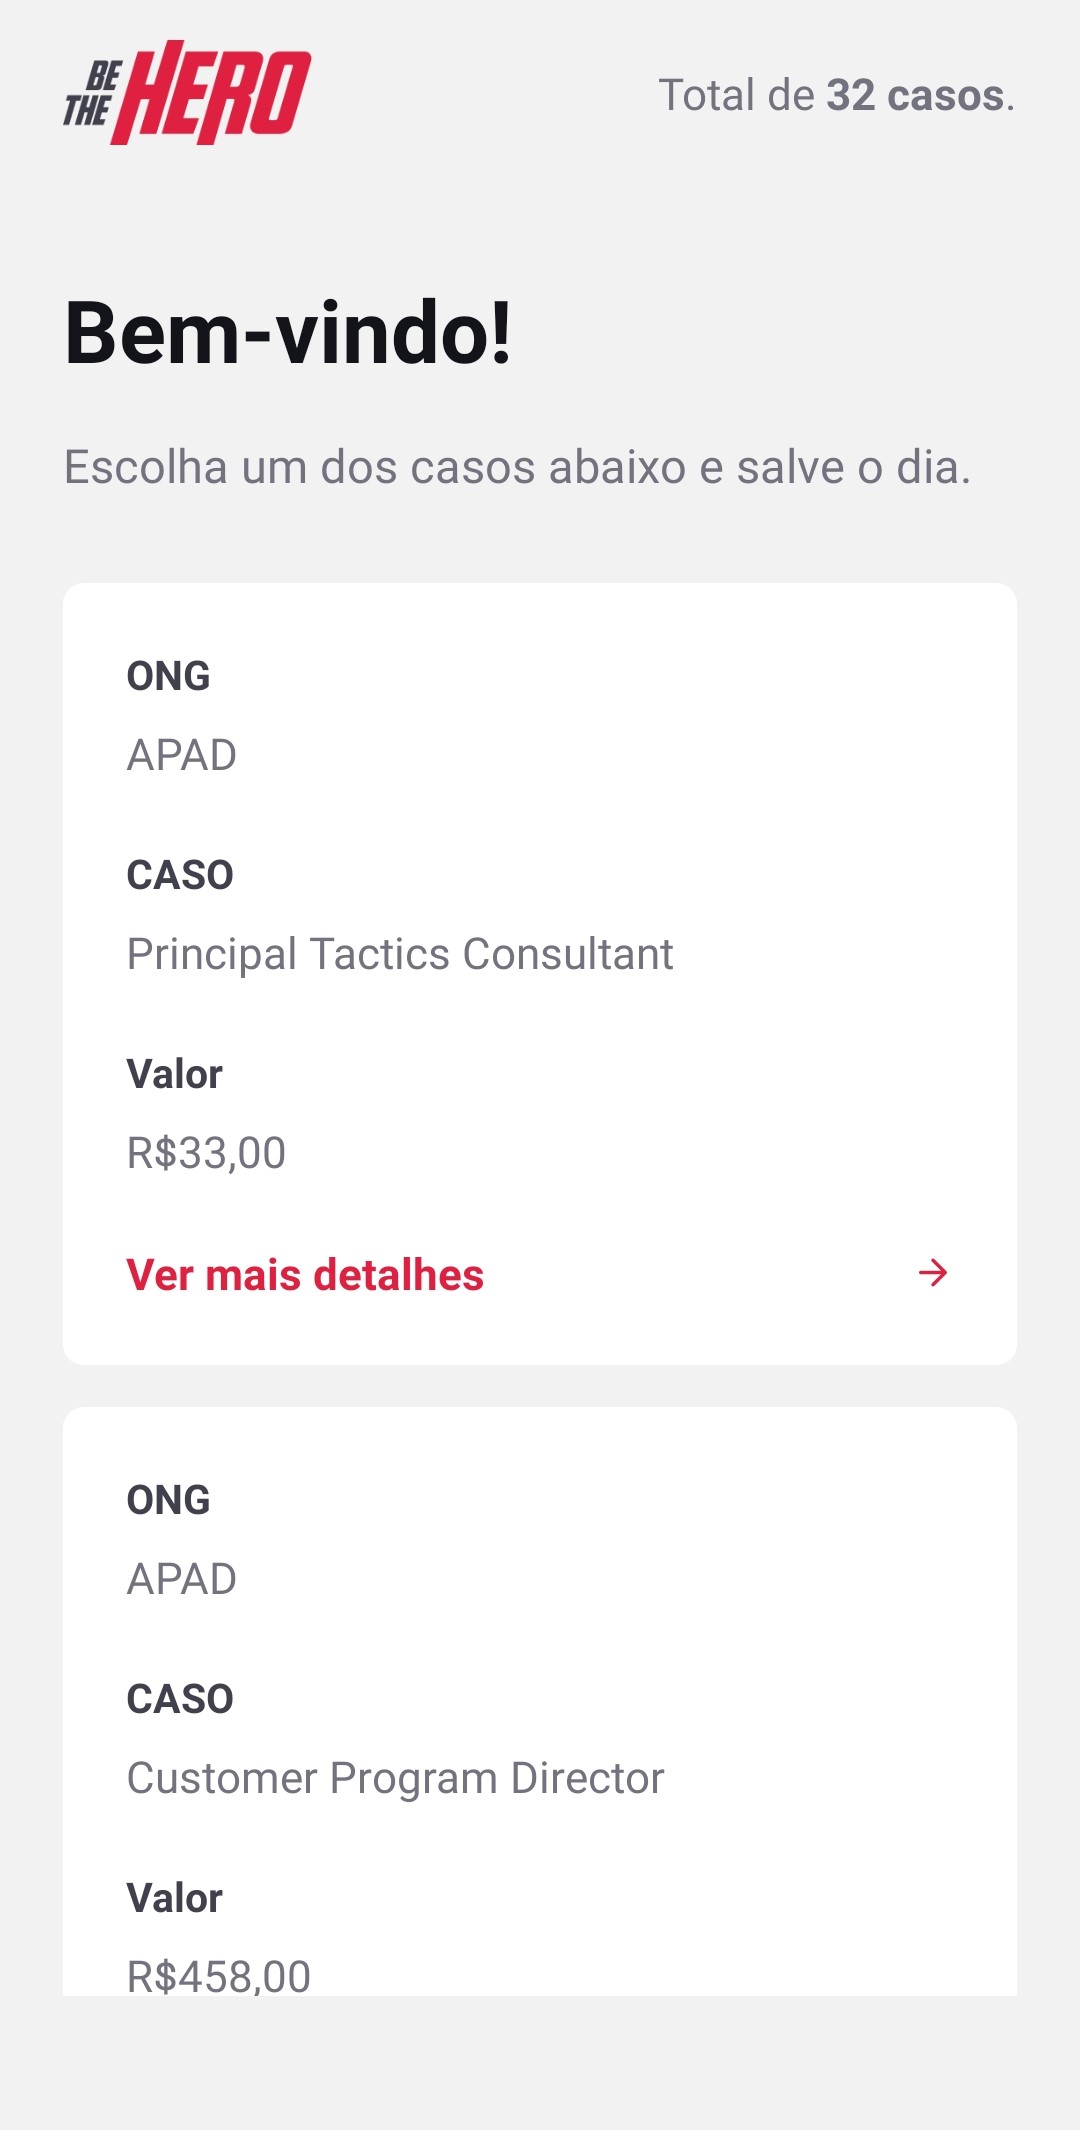 BE THE HERO
Total de 32 casos.
Bem-vindo!
Escolha um dos casos abaixo e salve o dia.
ONG
APAD
CASO
Principal Tactics Consultant
Valor
R$33,00
Ver mais detalhes
ONG
APAD
CASO
Customer Program Director
Valor
R$458,00